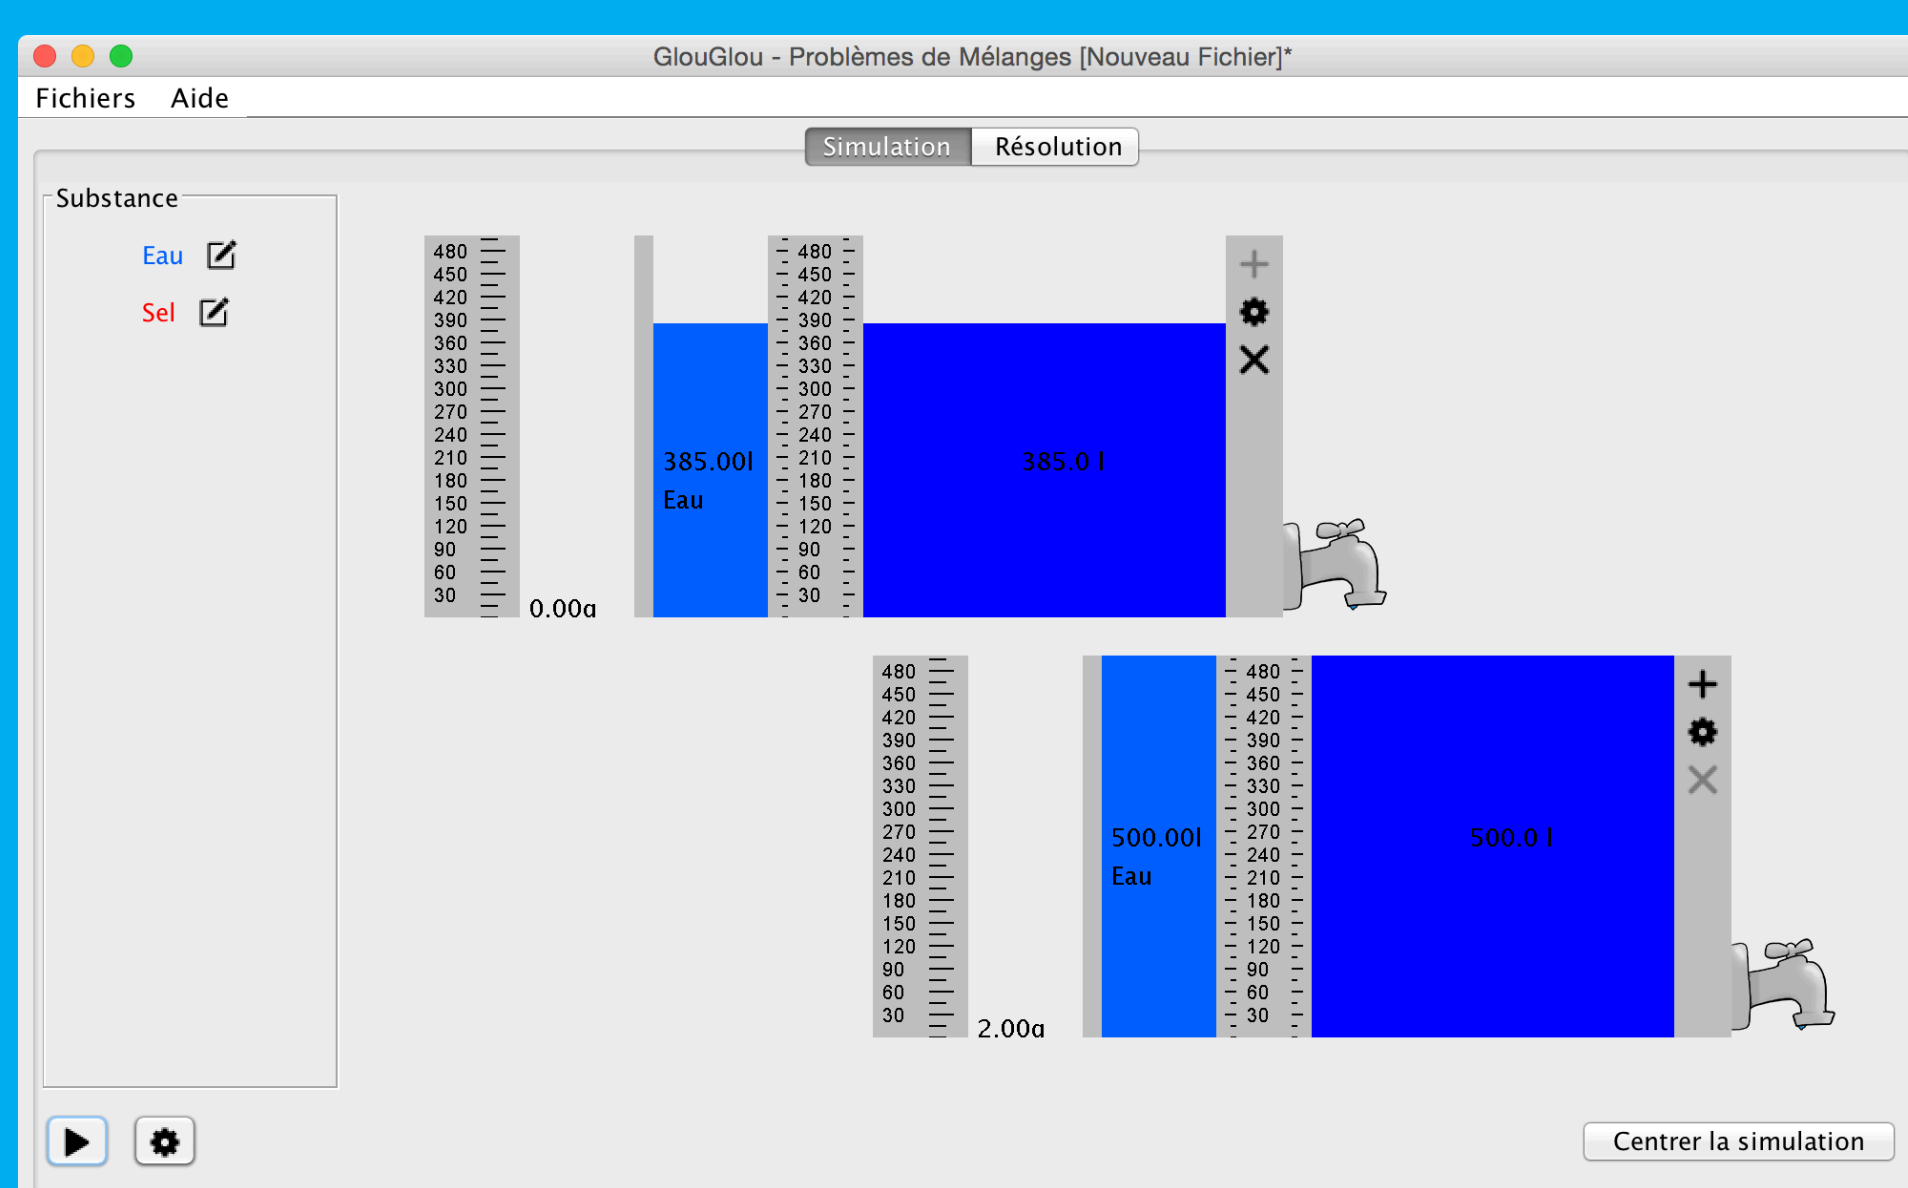 GlouGlou - Problèmes de Mélanges [Nouveau Fichier]*
Fichiers Aide
Simulation Résolution
Substance
Eau
Sel
480 480
450 450
420 420
390 390
360 360
330 330
300 300
270 270
240 240
210 385.00l 210 385.0 l
180 180
150 Eau 150
120 120
90 90
60 60
30 30
0.00g
480 480
450 450
420 420
390 390
360 360
330 330
300 300
270 500.00l 270 500.0 l
240 240
210 Eau 210
180 180
150 150
120 120
90 90
60 60
30 30
2.00g
Centrer la simulation